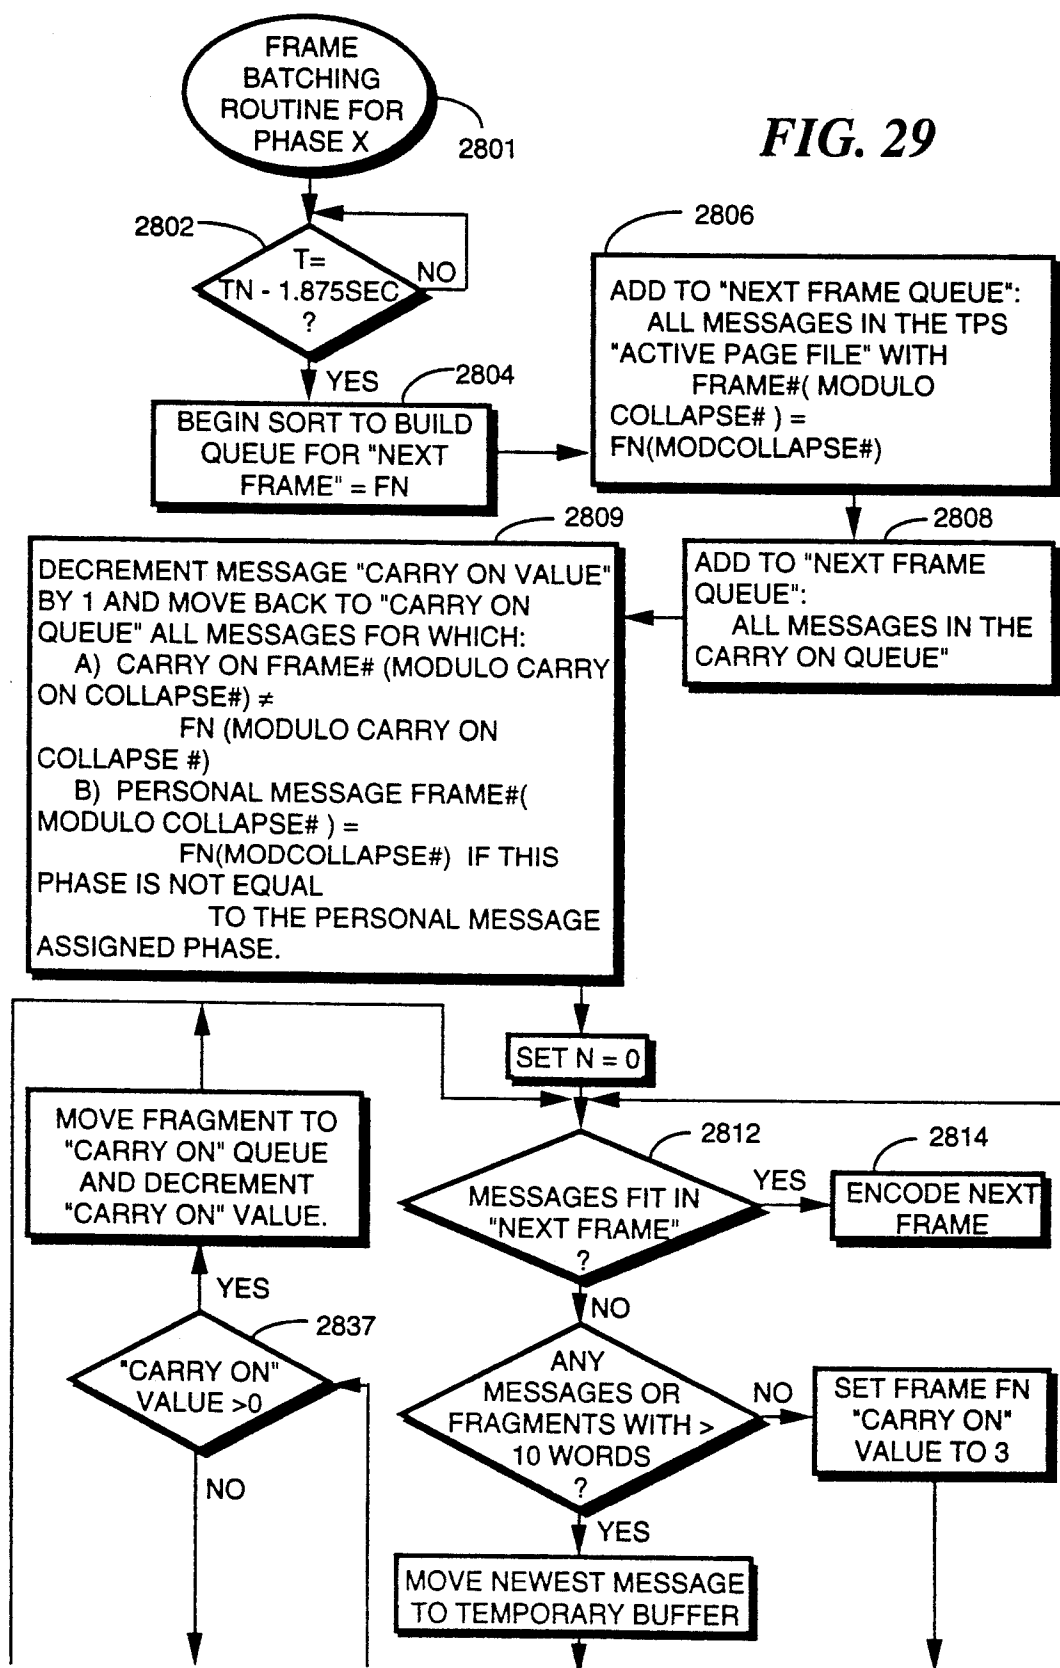 FRAME
BATCHING
ROUTINE FOR
PHASE X
2801
FIG. 29
2802
T=
TN - 1.875SEC
?
NO
YES
2804
BEGIN SORT TO BUILD
QUEUE FOR "NEXT
FRAME" = FN
2806
ADD TO "NEXT FRAME QUEUE":
ALL MESSAGES IN THE TPS
"ACTIVE PAGE FILE" WITH
FRAME#( MODULO
COLLAPSE# ) =
FN(MODCOLLAPSE#)
2808
ADD TO "NEXT FRAME
QUEUE":
ALL MESSAGES IN THE
CARRY ON QUEUE"
2809
DECREMENT MESSAGE "CARRY ON VALUE"
BY 1 AND MOVE BACK TO "CARRY ON
QUEUE" ALL MESSAGES FOR WHICH:
A) CARRY ON FRAME# (MODULO CARRY
ON COLLAPSE#) ≠
FN (MODULO CARRY ON
COLLAPSE #)
B) PERSONAL MESSAGE FRAME#(
MODULO COLLAPSE# ) =
FN(MODCOLLAPSE#) IF THIS
PHASE IS NOT EQUAL
TO THE PERSONAL MESSAGE
ASSIGNED PHASE.
SET N = 0
MOVE FRAGMENT TO
"CARRY ON" QUEUE
AND DECREMENT
"CARRY ON" VALUE.
YES
2837
"CARRY ON"
VALUE >0
NO
2812
MESSAGES FIT IN
"NEXT FRAME"
?
YES
2814
ENCODE NEXT
FRAME
NO
ANY
MESSAGES OR
FRAGMENTS WITH >
10 WORDS
?
NO
SET FRAME FN
"CARRY ON"
VALUE TO 3
YES
MOVE NEWEST MESSAGE
TO TEMPORARY BUFFER